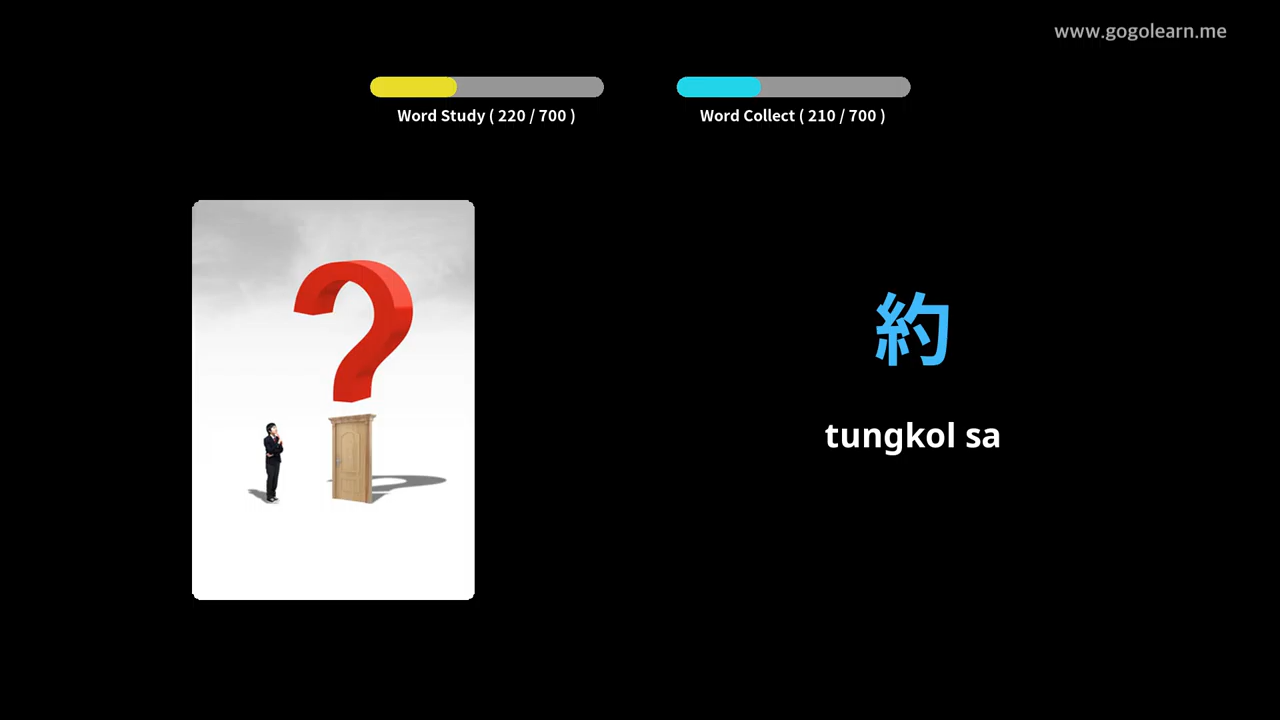 www.gogolearn.me
Word Study ( 220 / 700 )
Word Collect ( 210 / 700 )
?
約
tungkol sa